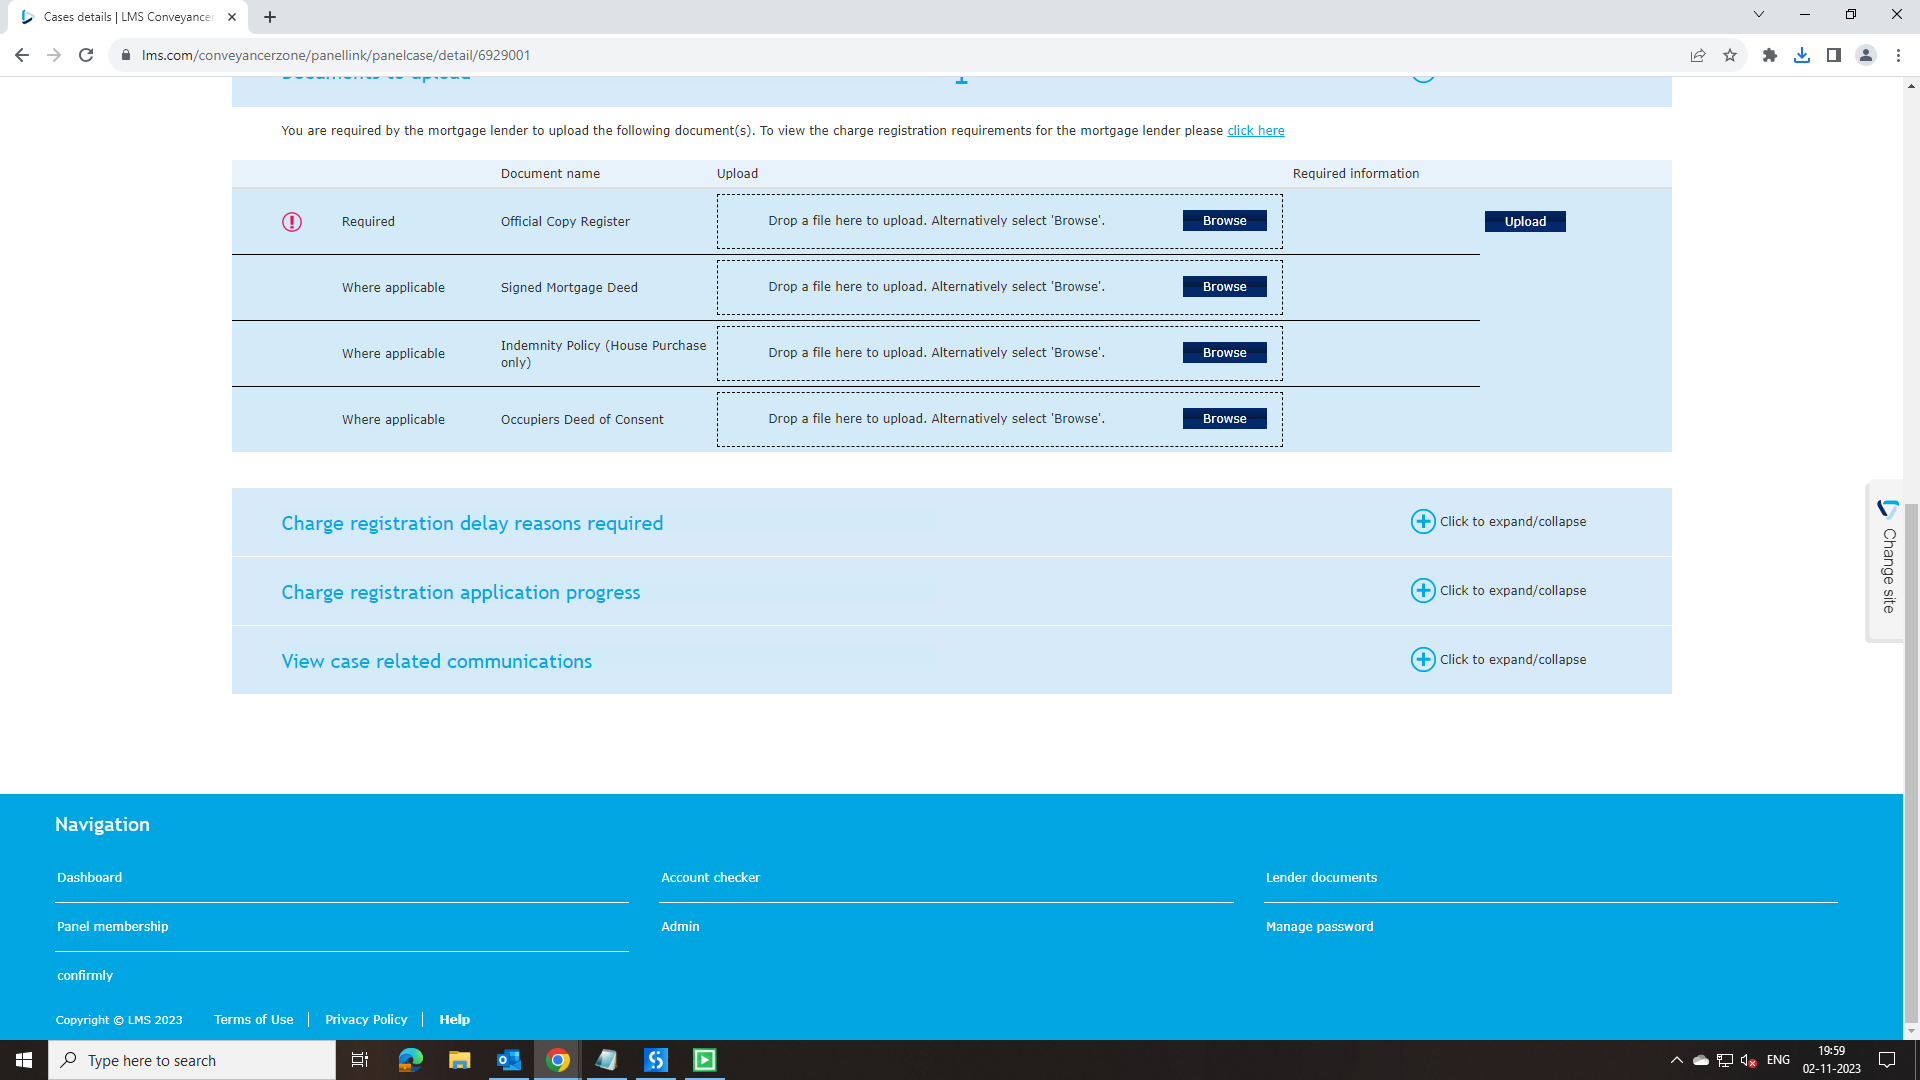 Cases details | LMS Conveyancer
lms.com/conveyancerzone/panellink/panelcase/detail/6929001
Documents to upload
You are required by the mortgage lender to upload the following document(s). To view the charge registration requirements for the mortgage lender please click here
Document name Upload Required information
Required Official Copy Register Drop a file here to upload. Alternatively select 'Browse'. Browse Upload
Where applicable Signed Mortgage Deed Drop a file here to upload. Alternatively select 'Browse'. Browse
Where applicable Indemnity Policy (House Purchase only) Drop a file here to upload. Alternatively select 'Browse'. Browse
Where applicable Occupiers Deed of Consent Drop a file here to upload. Alternatively select 'Browse'. Browse
Charge registration delay reasons required Click to expand/collapse
Charge registration application progress Click to expand/collapse
View case related communications Click to expand/collapse
Change site
Navigation
Dashboard Account checker Lender documents
Panel membership Admin Manage password
confirmly
Copyright © LMS 2023 Terms of Use Privacy Policy Help
Type here to search
ENG
19:59
02-11-2023